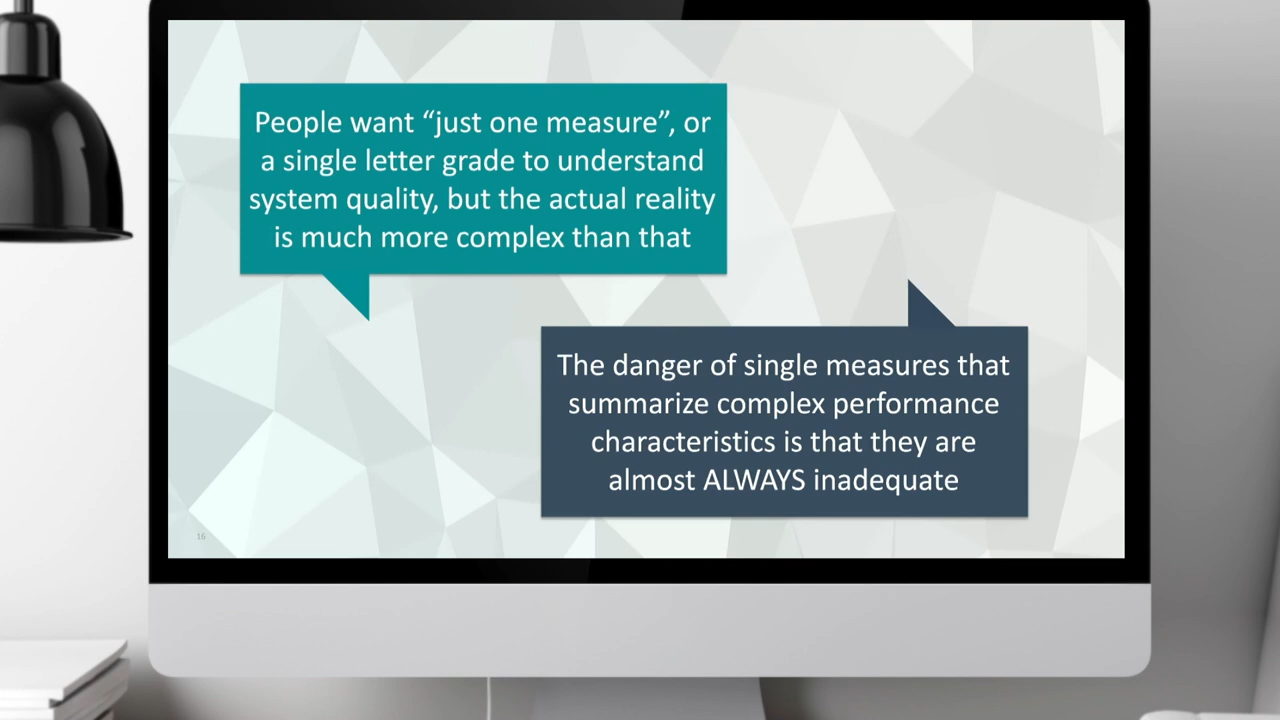 People want “just one measure”, or
a single letter grade to understand
system quality, but the actual reality
is much more complex than that
The danger of single measures that
summarize complex performance
characteristics is that they are
almost ALWAYS inadequate
16